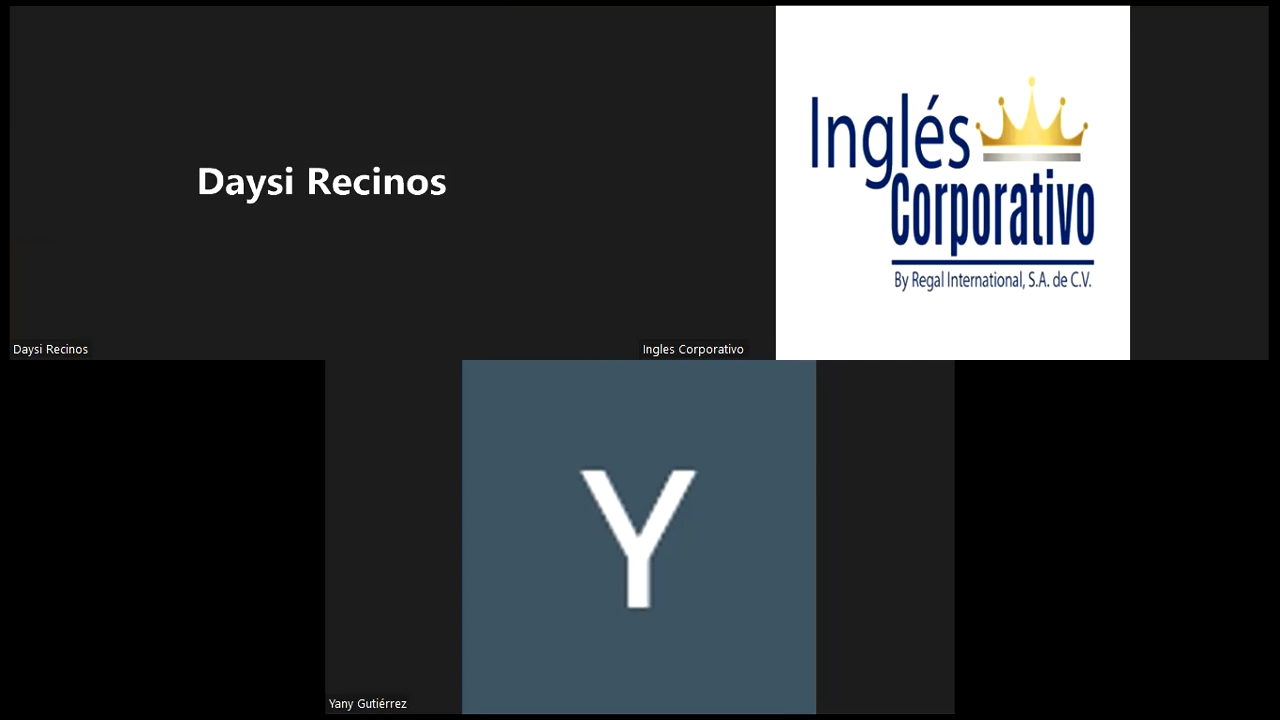 Daysi Recinos
Daysi Recinos
Inglés
Corporativo
By Regal International, S.A. de C.V.
Ingles Corporativo
Y
Yany Gutiérrez